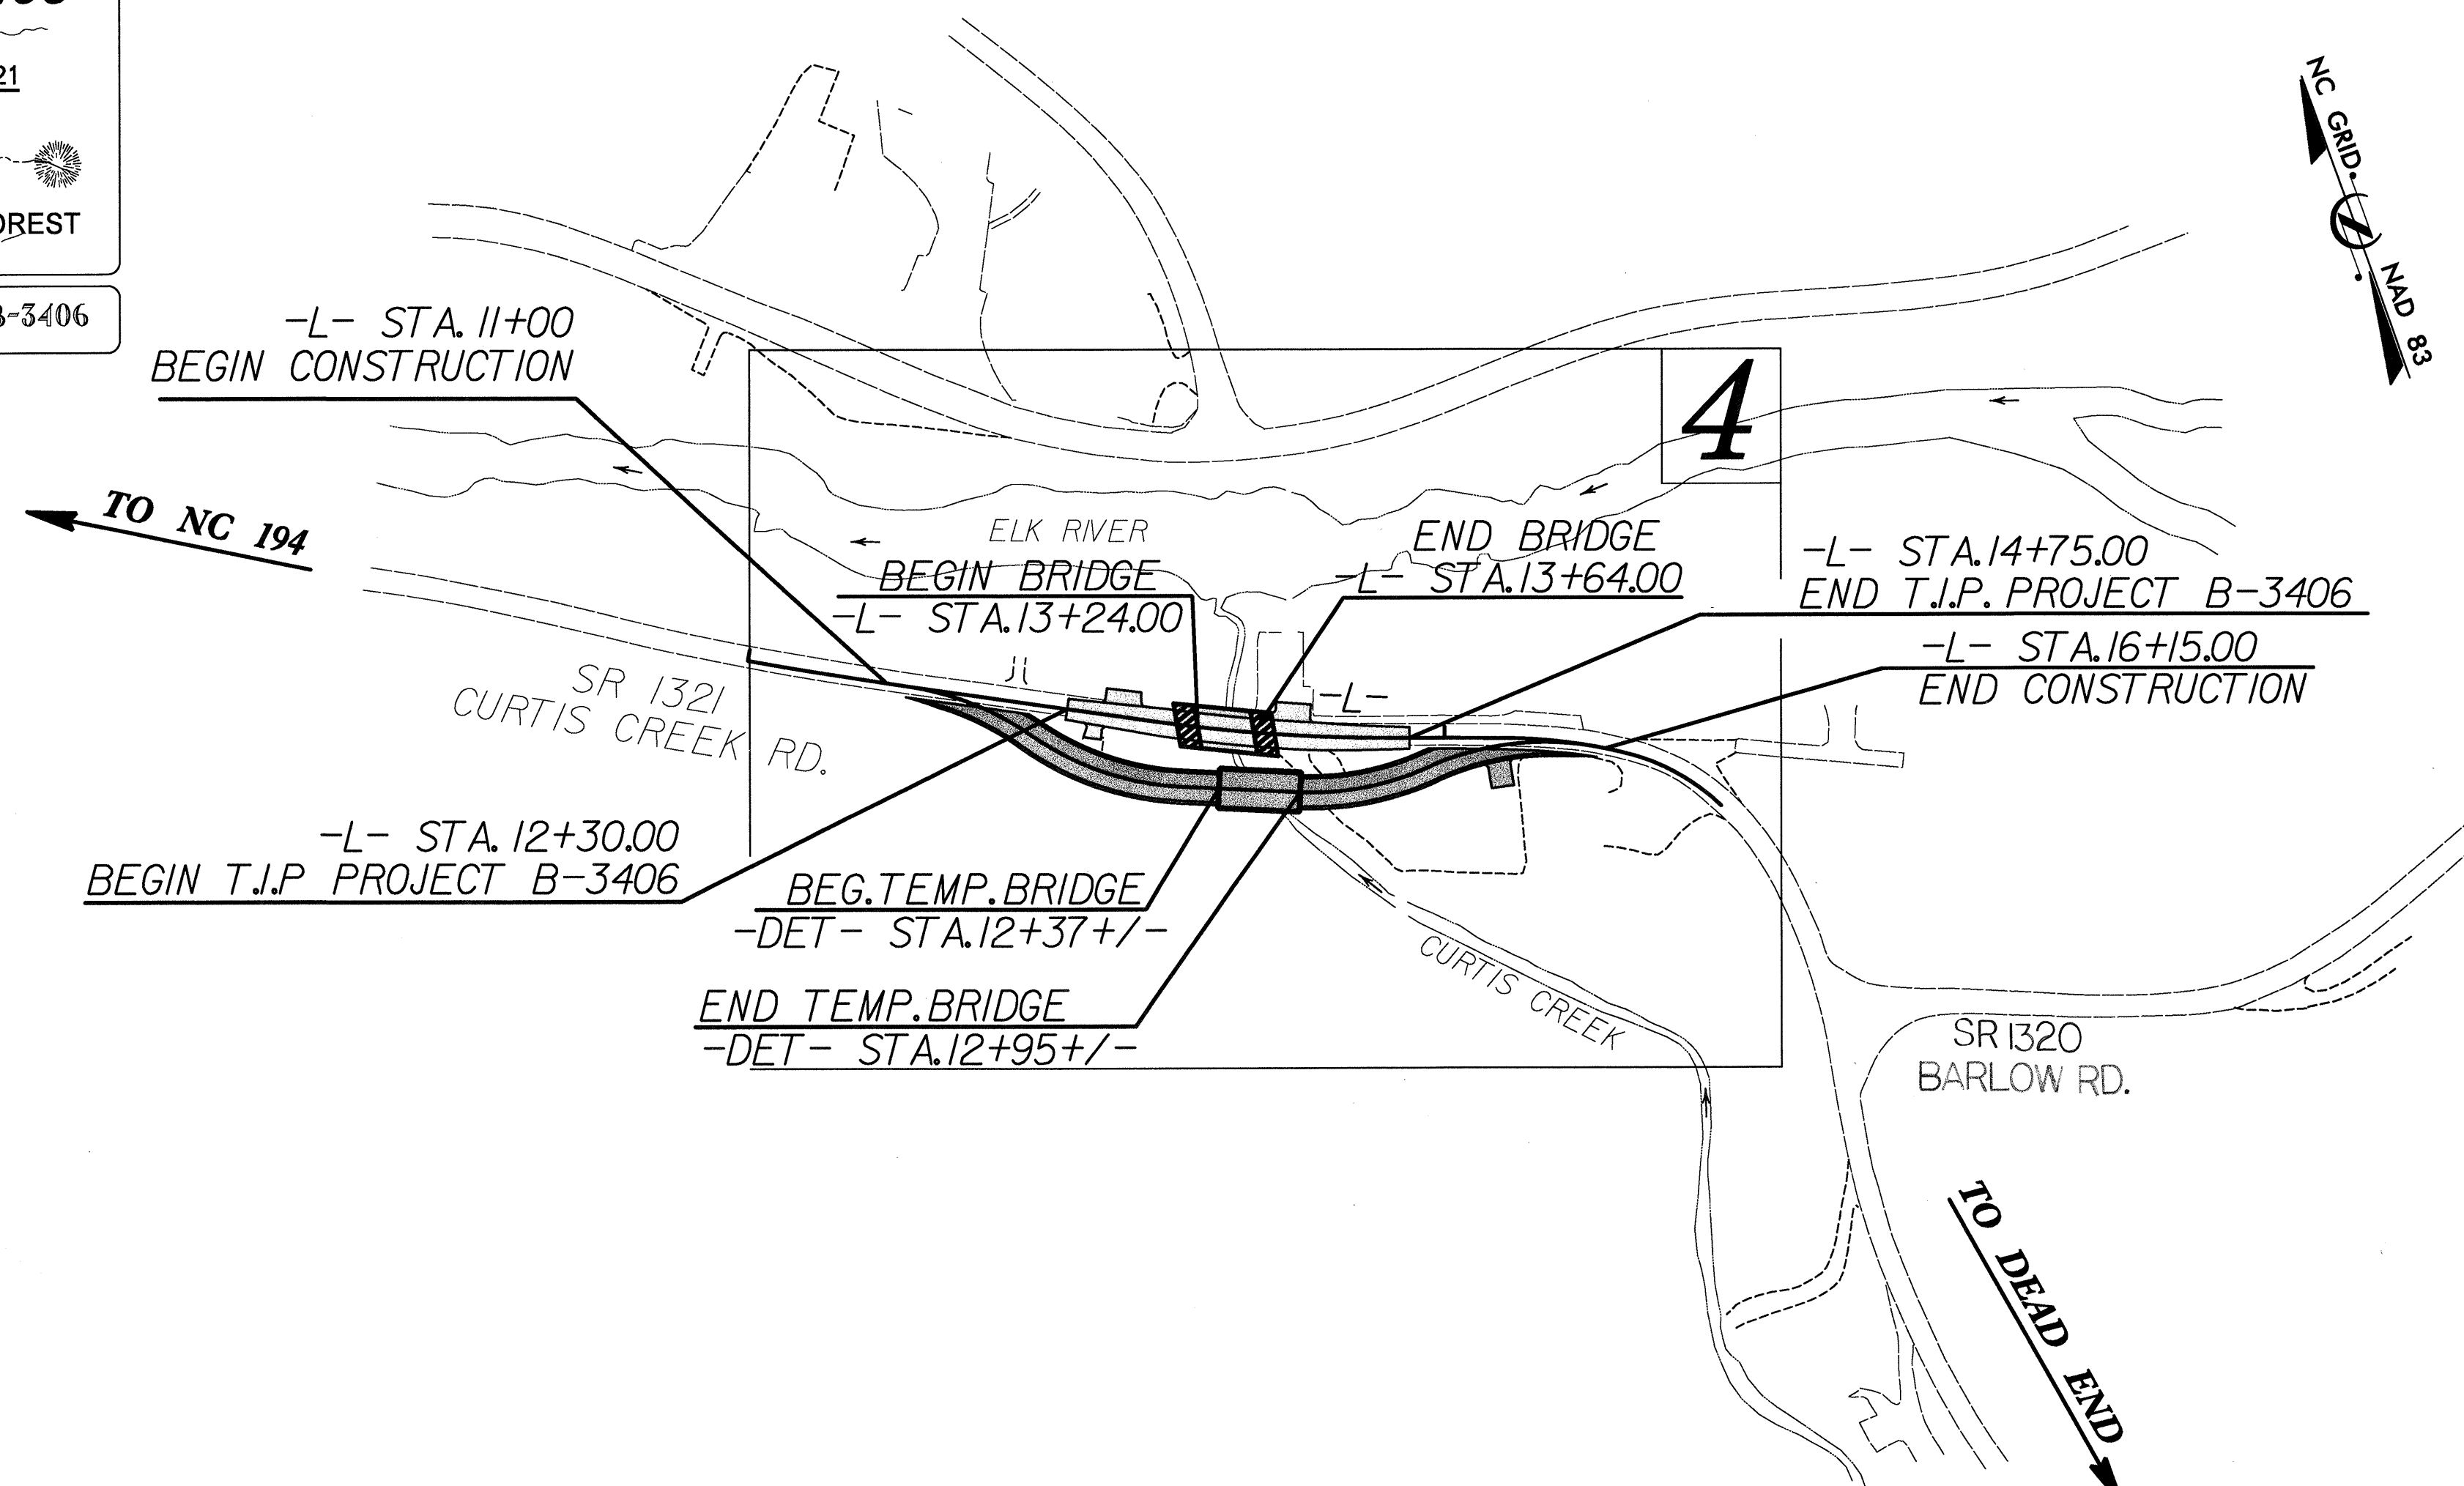 21
OREST
B-3406
NC GRID
NAD 83
-L- STA. 11+00
BEGIN CONSTRUCTION
4
TO NC 194
ELK RIVER
BEGIN BRIDGE
-L- STA.13+24.00
END BRIDGE
-L- STA.13+64.00
-L- STA.14+75.00
END T.I.P. PROJECT B-3406
-L- STA.16+15.00
END CONSTRUCTION
-L-
SR 1321
CURTIS CREEK RD.
-L- STA. 12+30.00
BEGIN T.I.P PROJECT B-3406
BEG.TEMP.BRIDGE
-DET- STA.12+37+/-
END TEMP.BRIDGE
-DET- STA.12+95+/-
CURTIS CREEK
SR 1320
BARLOW RD.
TO DEAD END